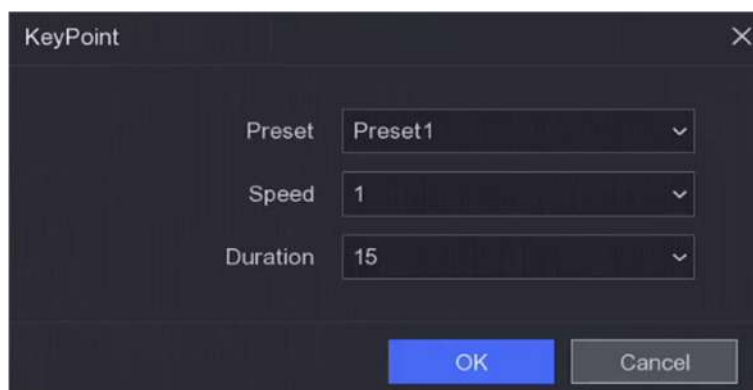 KeyPoint
Preset Preset1
Speed 1
Duration 15
OK Cancel